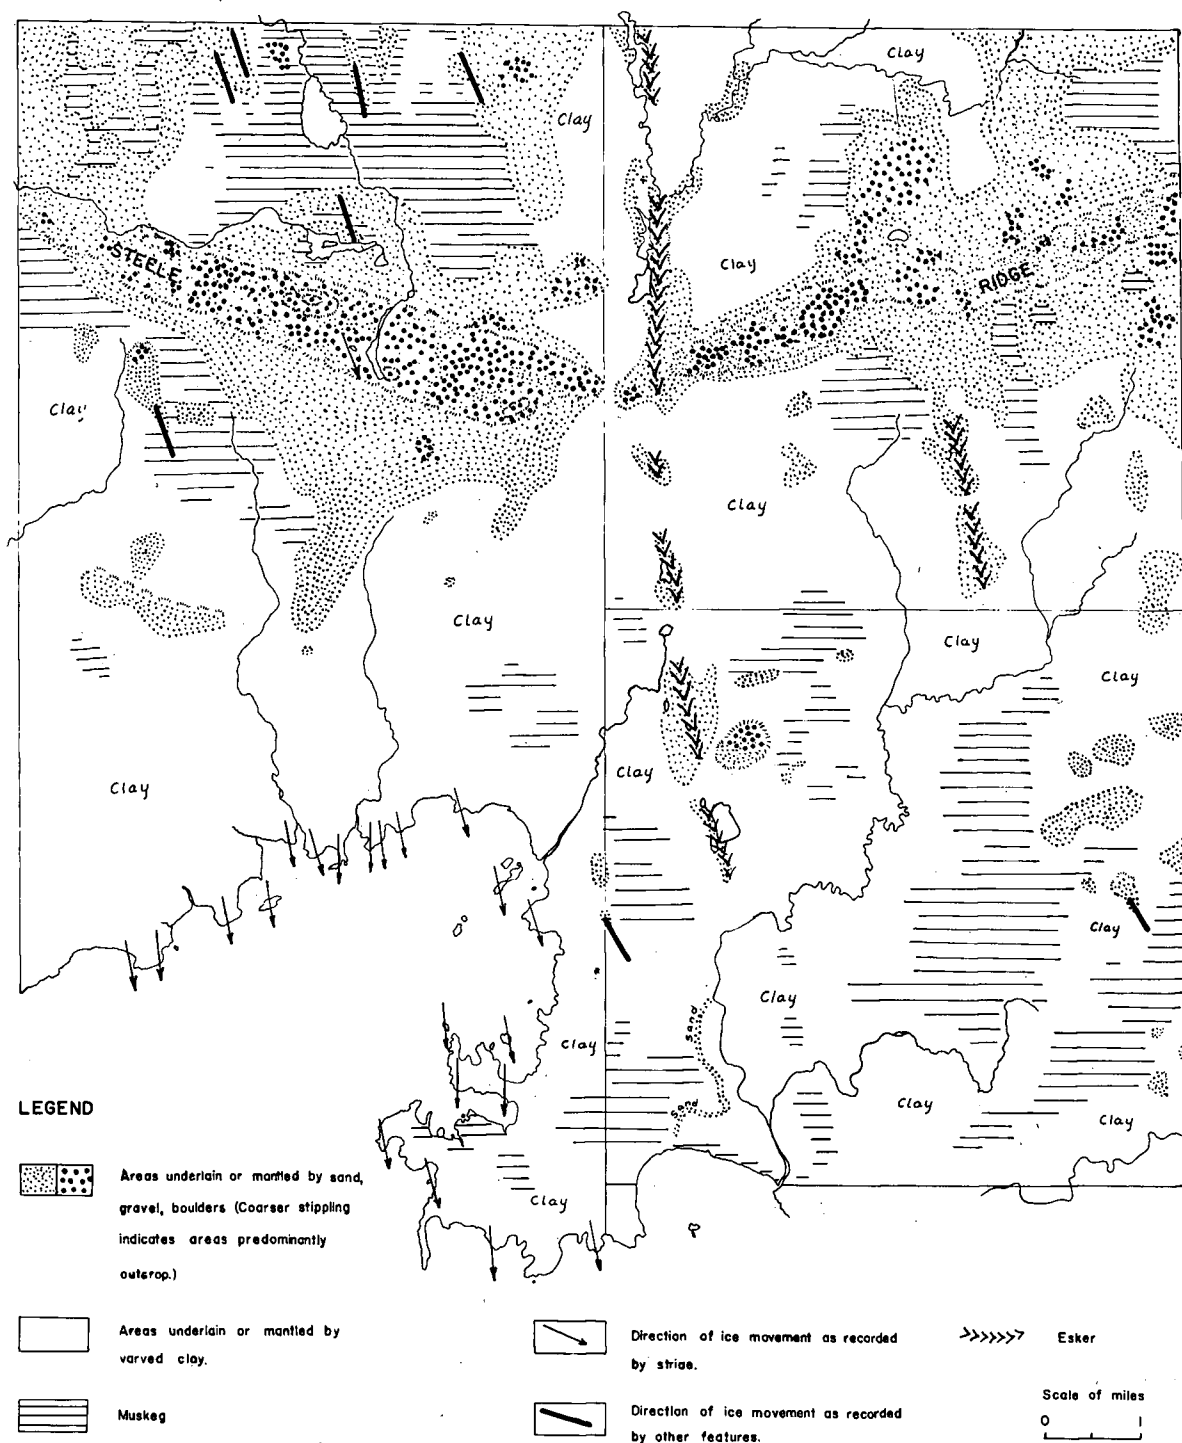 Clay
Clay
STEELE
Clay
RIDGE
Clay
Clay
Clay
Clay
Clay
Clay
Clay
Clay
Clay
Clay
Sand
Clay
Sand
Clay
Clay
Clay
LEGEND
Areas underlain or mantled by sand,
gravel, boulders (Coarser stippling
indicates areas predominantly
outcrop.)
Areas underlain or mantled by
varved clay.
Muskeg
Direction of ice movement as recorded
by striae.
Direction of ice movement as recorded
by other features.
Esker
Scale of miles
0 1